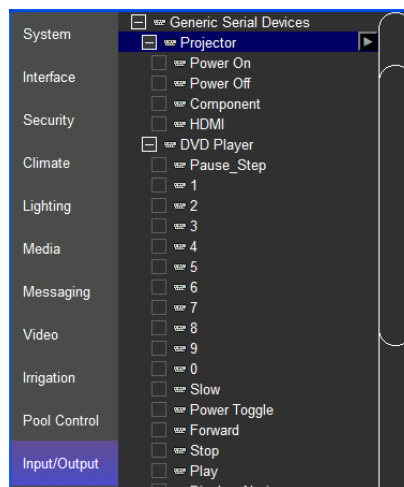 System
Interface
Security
Climate
Lighting
Media
Messaging
Video
Irrigation
Pool Control
Input/Output
Generic Serial Devices
Projector
Power On
Power Off
Component
HDMI
DVD Player
Pause_Step
1
2
3
4
5
6
7
8
9
0
Slow
Power Toggle
Forward
Stop
Play